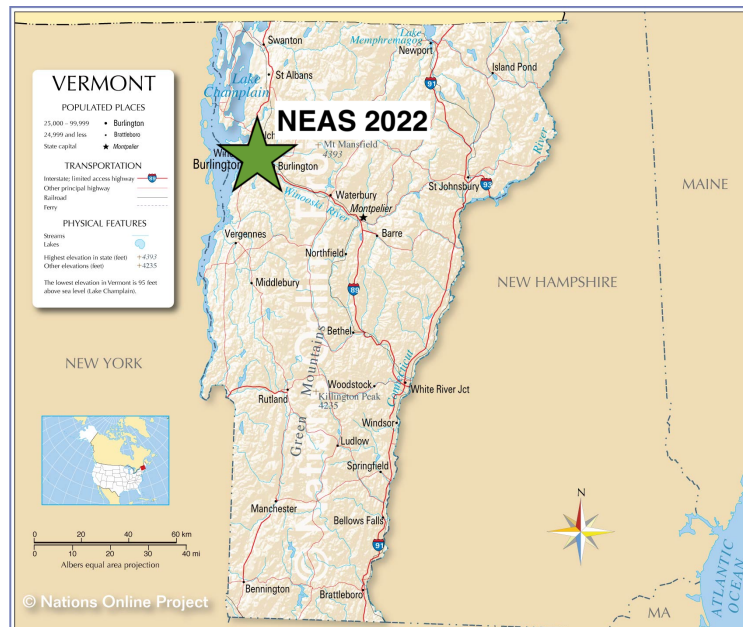 VERMONT
POPULATED PLACES
25,000 – 99,999 • Burlington
24,999 and less • Brattleboro
State capital ★ Montpelier
TRANSPORTATION
Interstate; limited access highway 89
Other principal highway
Railroad
Ferry
PHYSICAL FEATURES
Streams
Lakes
Highest elevation in state (feet) +4393
Other elevations (feet) +4235
The lowest elevation in Vermont is 95 feet
above sea level (Lake Champlain).
Lake
Memphremagog
Swanton
Newport
Island Pond
St Albans
91
Lake
Champlain
NEAS 2022
+ Mt Mansfield
4393
River
Burlington
Burlington
St Johnsbury
93
MAINE
Waterbury
Winooski River
Montpelier
Vergennes
Barre
Northfield
Middlebury
89
NEW HAMPSHIRE
Bethel
Green Mountains
Connecticut
NEW YORK
Woodstock
White River Jct
Rutland
Killington Peak
4235
Windsor
Ludlow
Springfield
Manchester
N
Bellows Falls
0 20 40 60 km
0 10 20 30 40 mi
Albers equal area projection
91
Bennington
Brattleboro
ATLANTIC
OCEAN
MA
© Nations Online Project